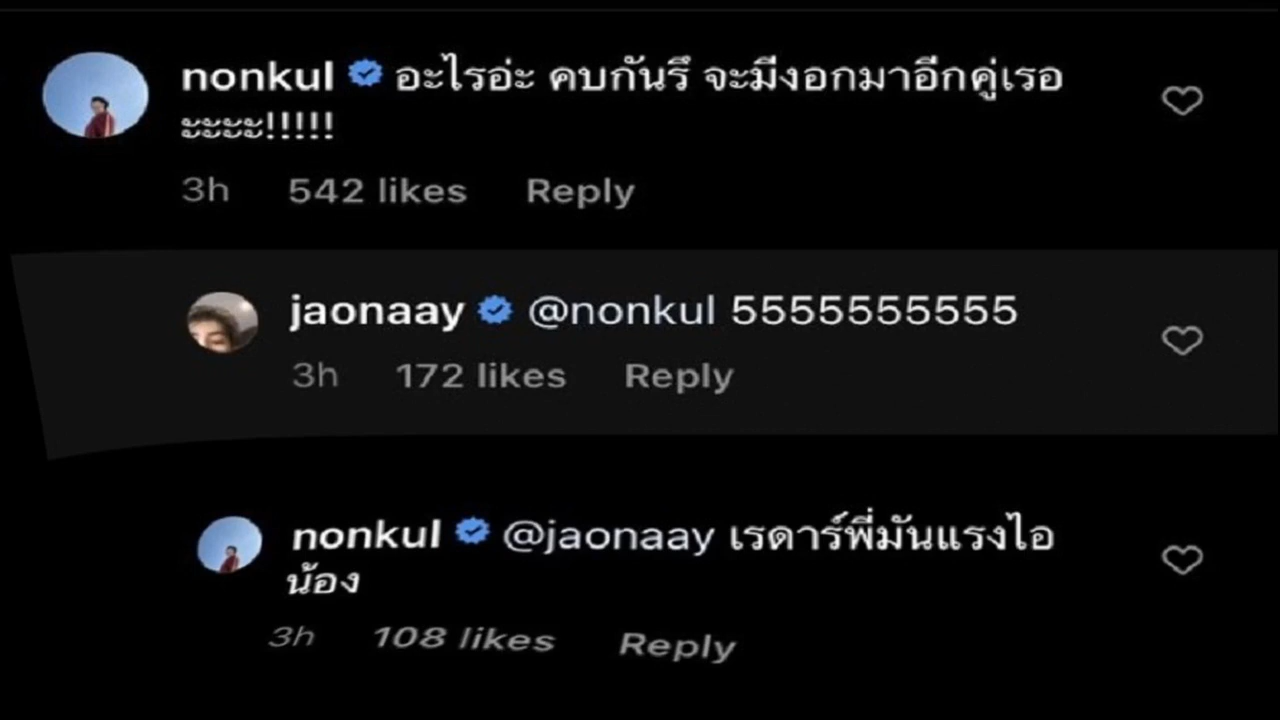 nonkul อะไรอ่ะ คบกันรึ จะมีงอกมาอีกคู่เรอ
ะะะะ!!!!!
3h 542 likes Reply
jaonaay @nonkul 5555555555
3h 172 likes Reply
nonkul @jaonaay เรดาร์พี่มันแรงไอ
น้อง
3h 108 likes Reply